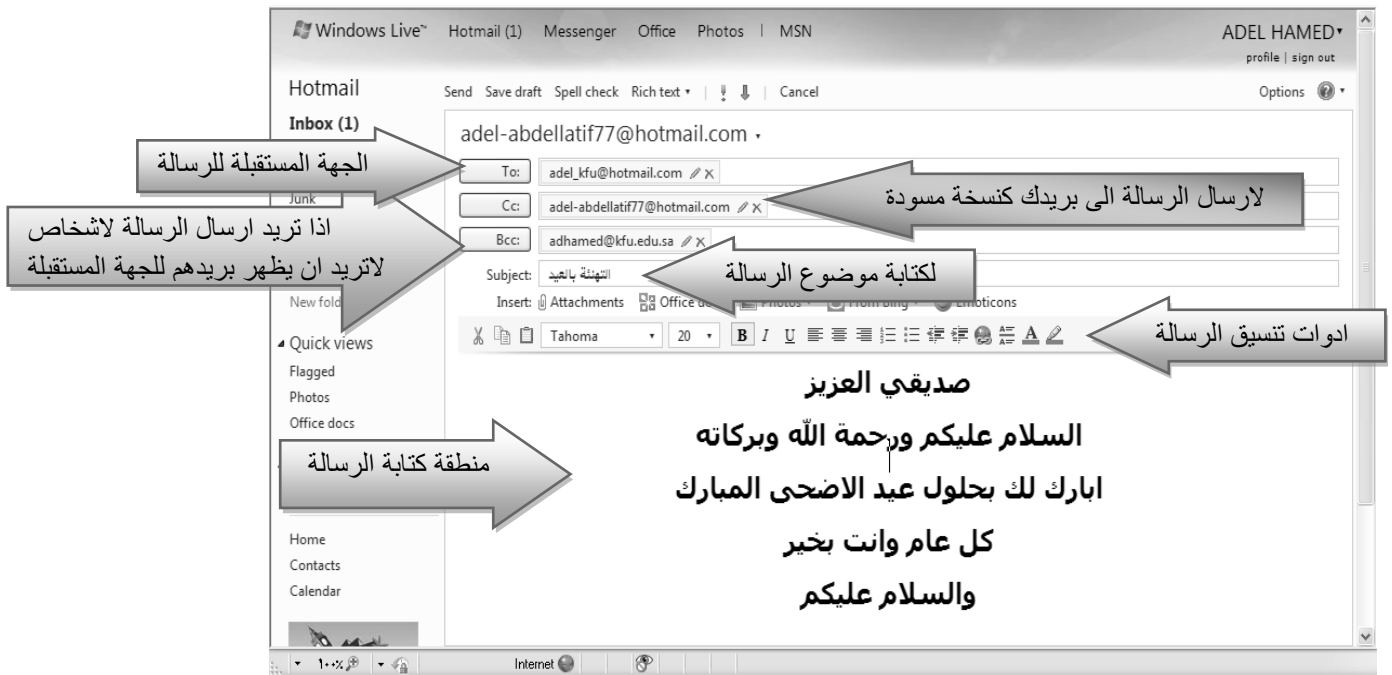 Windows Live™ Hotmail (1) Messenger Office Photos | MSN ADEL HAMED
profile | sign out
Hotmail
Send Save draft Spell check Rich text | Cancel Options
Inbox (1)
adel-abdellatif77@hotmail.com
الجهة المستقبلة للرسالة
To: adel_kfu@hotmail.com
Junk
Cc: adel-abdellatif77@hotmail.com
لارسال الرسالة الى بريدك كنسخة مسودة
اذا تريد ارسال الرسالة لاشخاص
لاتريد ان يظهر بريدهم للجهة المستقبلة
Bcc: adhamed@kfu.edu.sa
Subject: التهنئة بالعيد
لكتابة موضوع الرسالة
New fold
Insert: Attachments Office do Photos From Bing Emoticons
Tahoma 20 B I U A
ادوات تنسيق الرسالة
Quick views
Flagged
Photos
Office docs
صديقي العزيز
السلام عليكم ورحمة الله وبركاته
منطقة كتابة الرسالة
ابارك لك بحلول عيد الاضحى المبارك
كل عام وانت بخير
والسلام عليكم
Home
Contacts
Calendar
١٠٠% Internet